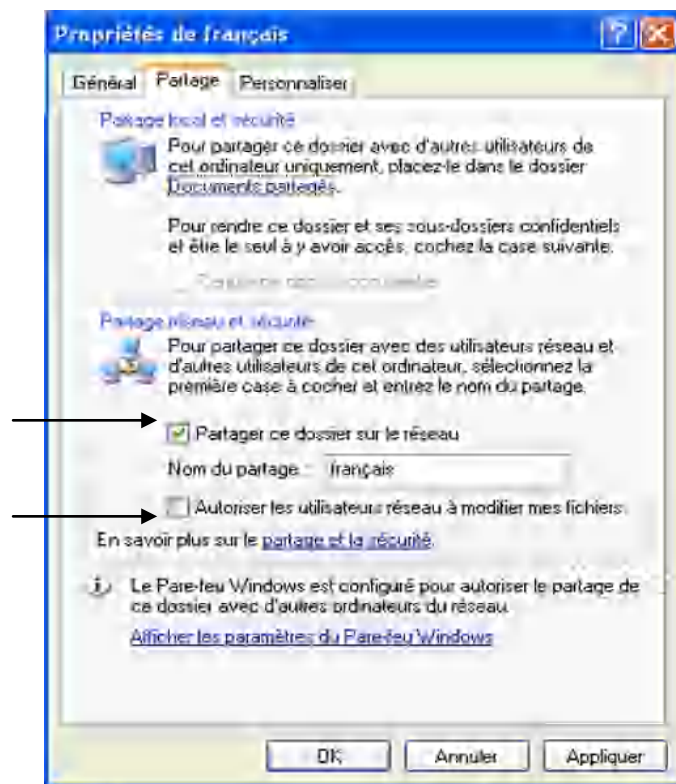 Propriétés de français
Général Partage Personnaliser
Partage local et sécurité
Pour partager ce dossier avec d'autres utilisateurs de
cet ordinateur uniquement, placez-le dans le dossier
Documents partagés.
Pour rendre ce dossier et ses sous-dossiers confidentiels
et être le seul à y avoir accès, cochez la case suivante.
Partage réseau et sécurité
Pour partager ce dossier avec des utilisateurs réseau et
d'autres utilisateurs de cet ordinateur, sélectionnez la
première case à cocher et entrez le nom du partage.
Partager ce dossier sur le réseau
Nom du partage : français
Autoriser les utilisateurs réseau à modifier mes fichiers
En savoir plus sur le partage et la sécurité.
Le Pare-feu Windows est configuré pour autoriser le partage de
ce dossier avec d'autres ordinateurs du réseau
Afficher les paramètres du Pare-feu Windows
OK Annuler Appliquer